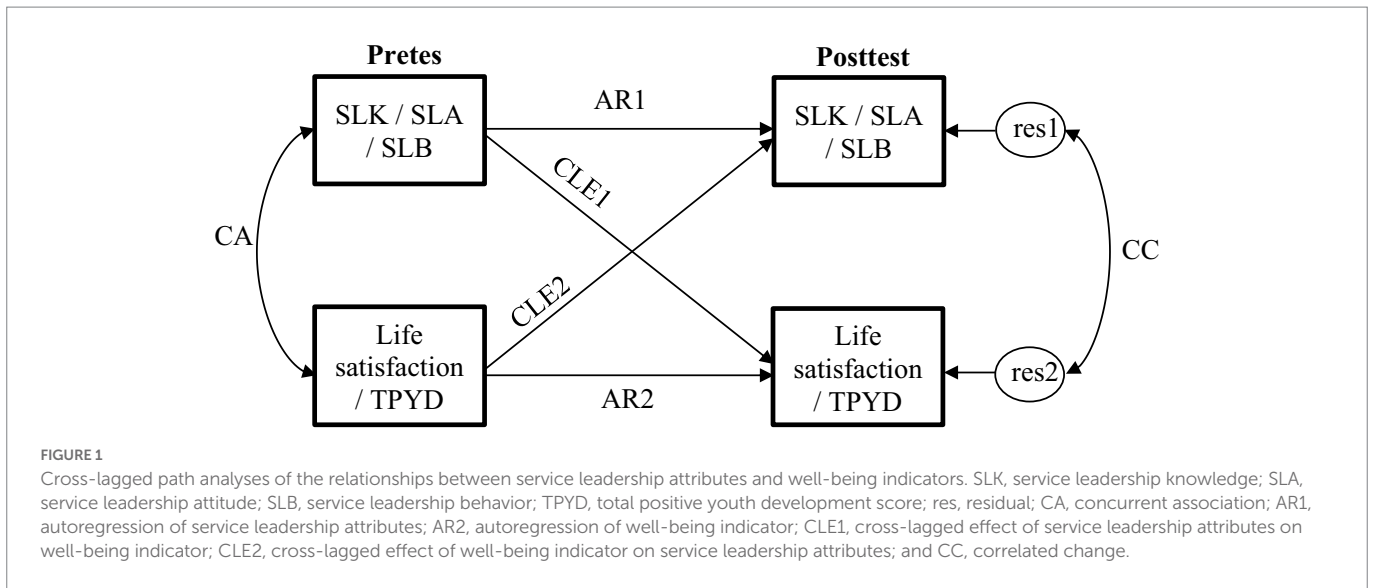 Pretes
Posttest
SLK / SLA
/ SLB
AR1
SLK / SLA
/ SLB
res1
CLE1
CA
CC
CLE2
Life
satisfaction
/ TPYD
AR2
Life
satisfaction
/ TPYD
res2
FIGURE 1
Cross-lagged path analyses of the relationships between service leadership attributes and well-being indicators. SLK, service leadership knowledge; SLA,
service leadership attitude; SLB, service leadership behavior; TPYD, total positive youth development score; res, residual; CA, concurrent association; AR1,
autoregression of service leadership attributes; AR2, autoregression of well-being indicator; CLE1, cross-lagged effect of service leadership attributes on
well-being indicator; CLE2, cross-lagged effect of well-being indicator on service leadership attributes; and CC, correlated change.